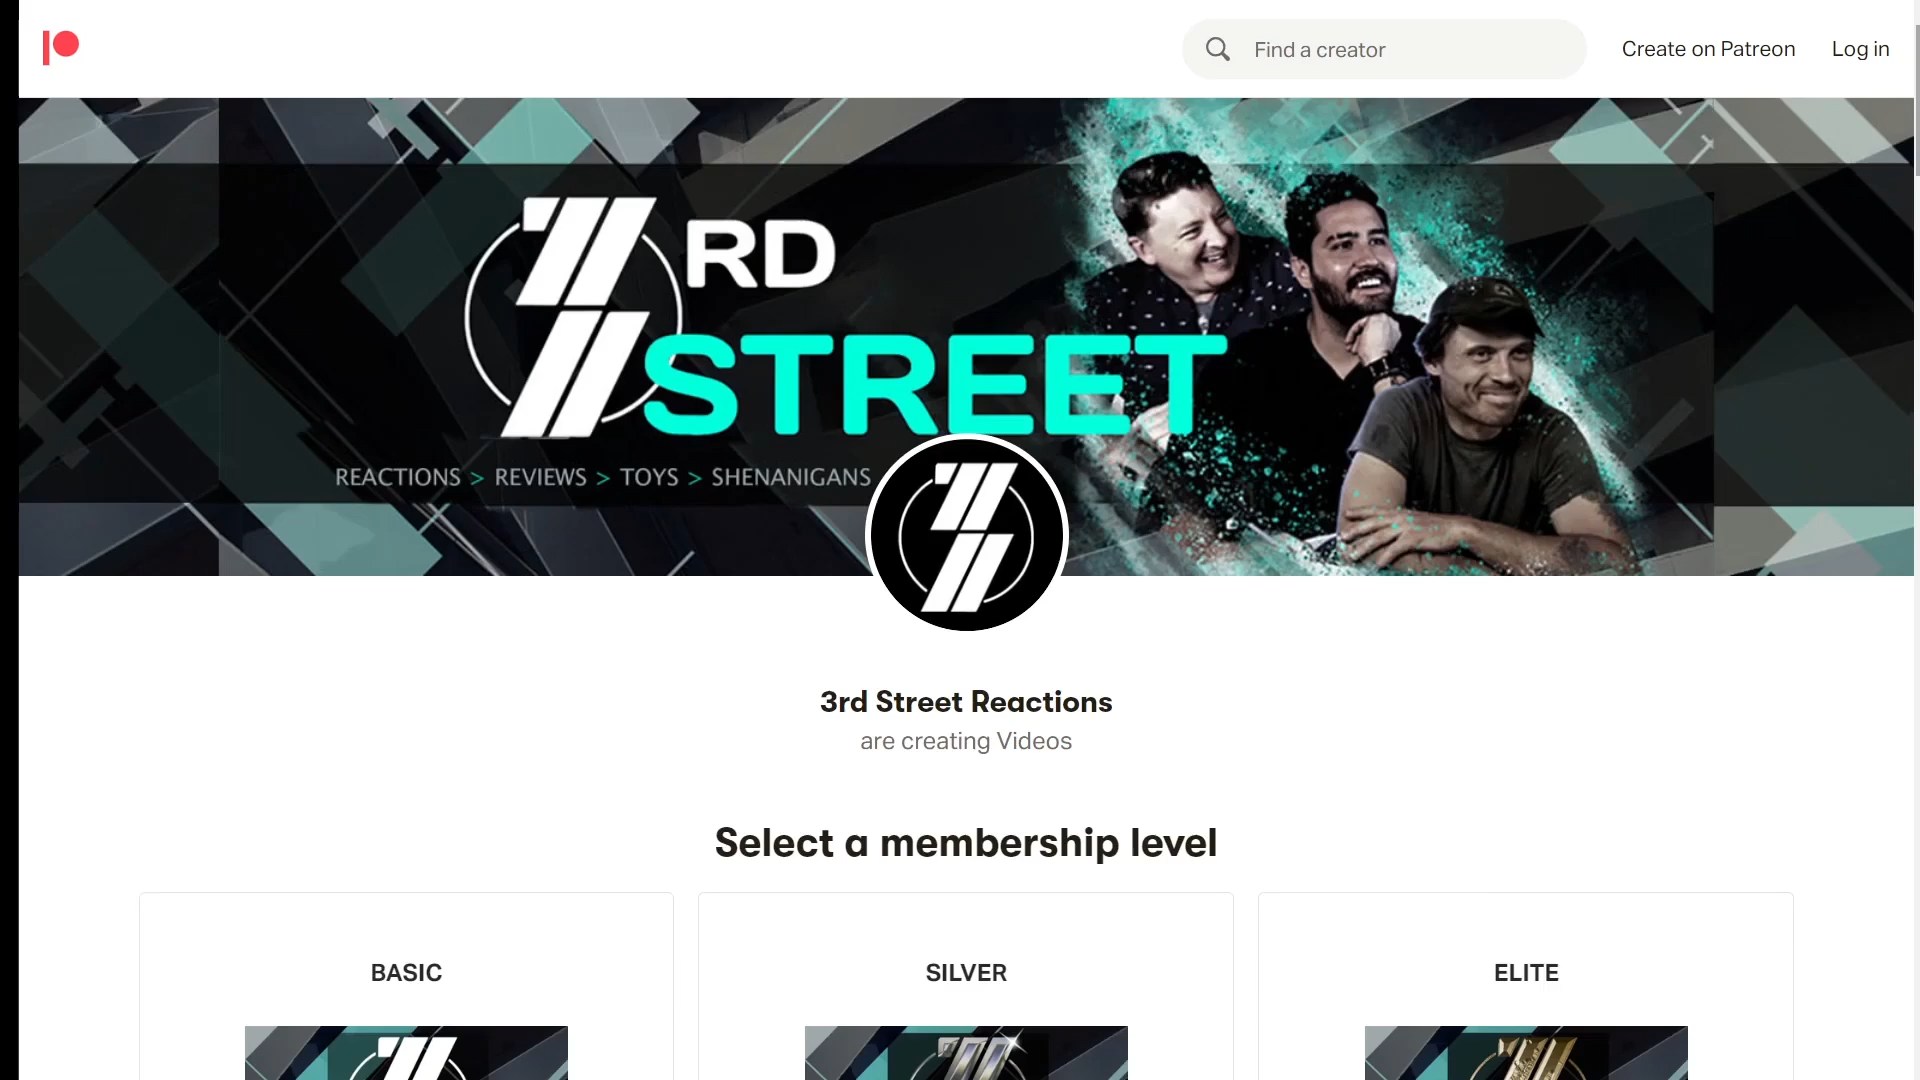 Find a creator
Create on Patreon
Log in
3RD
STREET
REACTIONS > REVIEWS > TOYS > SHENANIGANS
3rd Street Reactions
are creating Videos
Select a membership level
BASIC
SILVER
ELITE